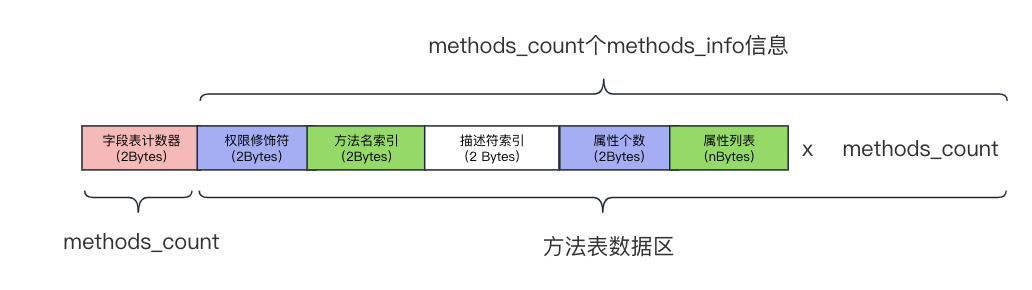 methods_count个methods_info信息
字段表计数器
(2Bytes)
权限修饰符
(2Bytes)
方法名索引
(2Bytes)
描述符索引
(2 Bytes)
属性个数
(2Bytes)
属性列表
(nBytes)
x methods_count
methods_count
方法表数据区